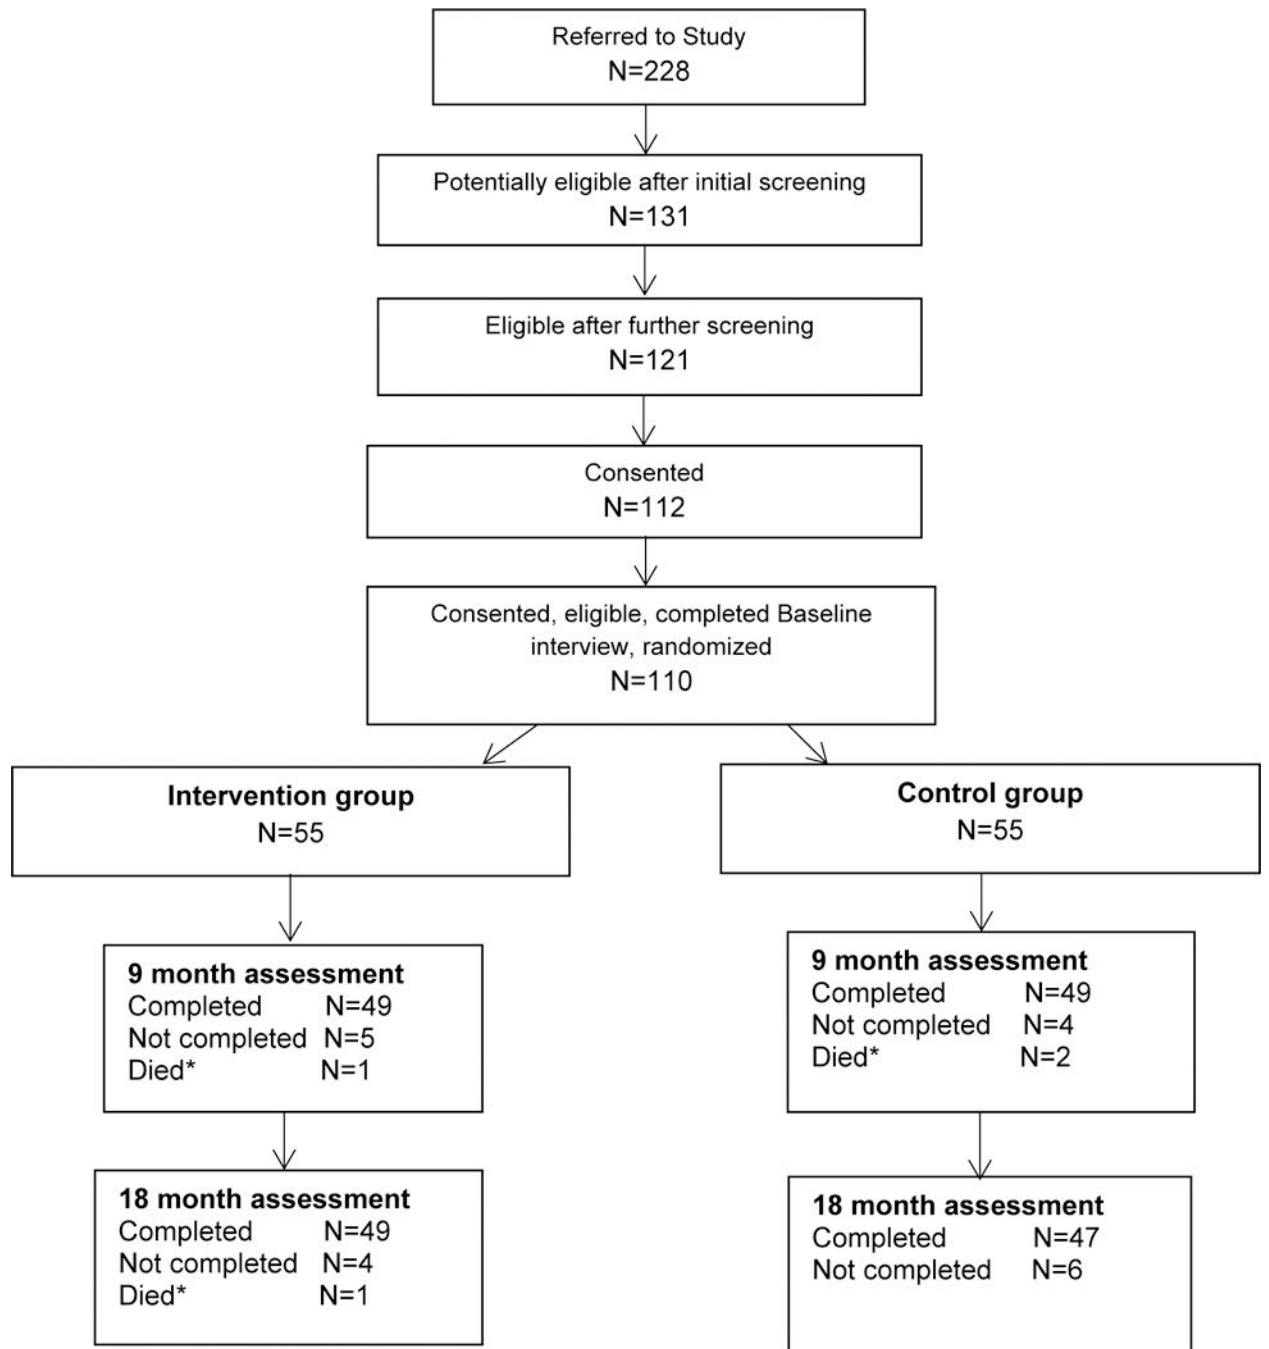 Referred to Study
N=228
Potentially eligible after initial screening
N=131
Eligible after further screening
N=121
Consented
N=112
Consented, eligible, completed Baseline
interview, randomized
N=110
Intervention group
N=55
Control group
N=55
9 month assessment
Completed N=49
Not completed N=5
Died* N=1
9 month assessment
Completed N=49
Not completed N=4
Died* N=2
18 month assessment
Completed N=49
Not completed N=4
Died* N=1
18 month assessment
Completed N=47
Not completed N=6